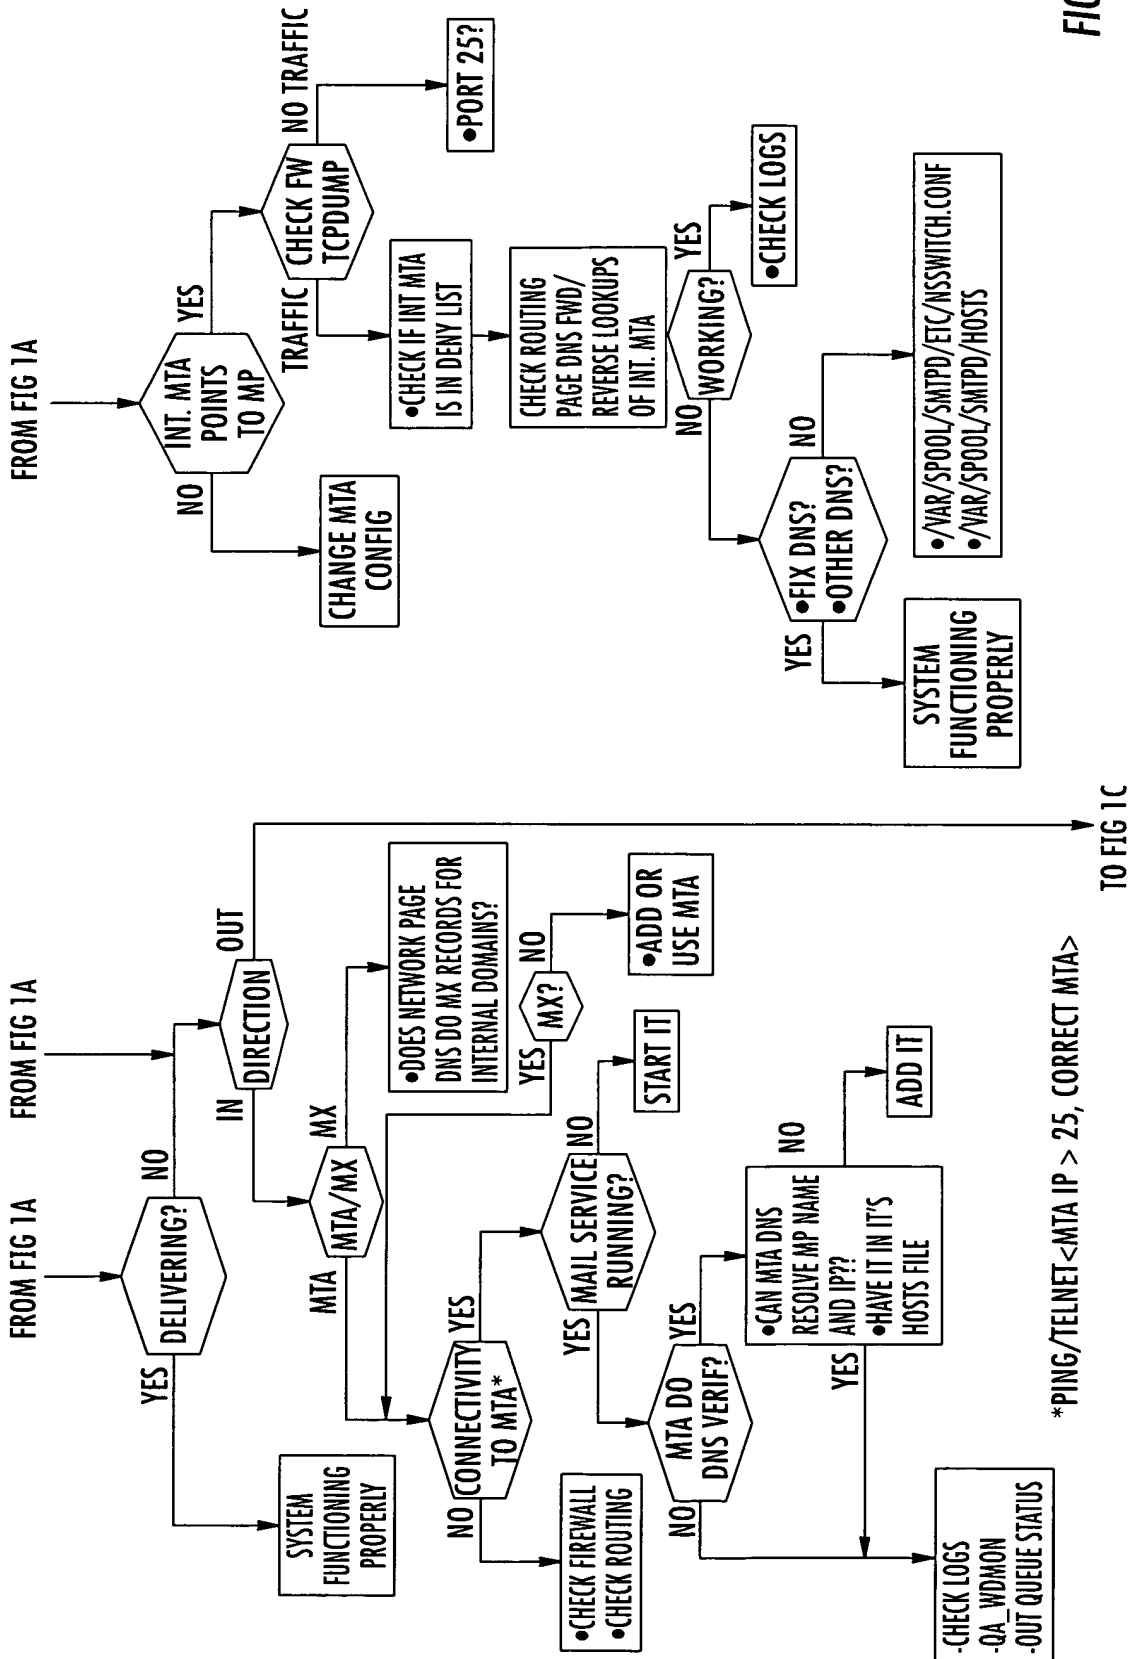 FROM FIG 1A
FROM FIG 1A
DELIVERING?
YES
NO
SYSTEM
FUNCTIONING
PROPERLY
DIRECTION
IN
OUT
MTA/MX
MTA
MX
●DOES NETWORK PAGE
DNS DO MX RECORDS FOR
INTERNAL DOMAINS?
MX?
YES
NO
●ADD OR
USE MTA
CONNECTIVITY
TO MTA*
NO
YES
●CHECK FIREWALL
●CHECK ROUTING
MAIL SERVICE
RUNNING?
YES
NO
START IT
MTA DO
DNS VERIF?
NO
YES
●CAN MTA DNS
RESOLVE MP NAME
AND IP??
●HAVE IT IN IT'S
HOSTS FILE
YES
NO
ADD IT
-CHECK LOGS
-QA_WDMON
-OUT QUEUE STATUS
*PING/TELNET<MTA IP > 25, CORRECT MTA>
TO FIG 1C
FROM FIG 1A
INT. MTA
POINTS
TO MP
NO
YES
CHANGE MTA
CONFIG
CHECK FW
TCPDUMP
TRAFFIC
NO TRAFFIC
●PORT 25?
●CHECK IF INT MTA
IS IN DENY LIST
CHECK ROUTING
PAGE DNS FWD/
REVERSE LOOKUPS
OF INT. MTA
WORKING?
NO
YES
●CHECK LOGS
●FIX DNS?
●OTHER DNS?
YES
NO
SYSTEM
FUNCTIONING
PROPERLY
●/VAR/SPOOL/SMTPD/ETC/NSSWITCH.CONF
●/VAR/SPOOL/SMTPD/HOSTS